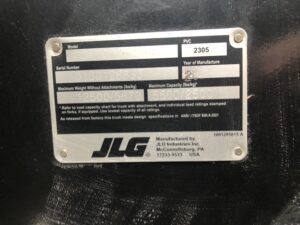 Model
PVC
2305
Serial Number
Year of Manufacture
Maximum Weight Without Attachments (lbs/kg)
Maximum Capacity (lbs/kg)*
* Refer to load capacity chart for truck with attachment, and individual load ratings stamped
on forks, if equipped. Use lowest capacity of all ratings.
As released from factory this truck meets design specifications in
JLG
Manufactured by
JLG Industries Inc.
McConnellsburg, PA
17233-9533 USA